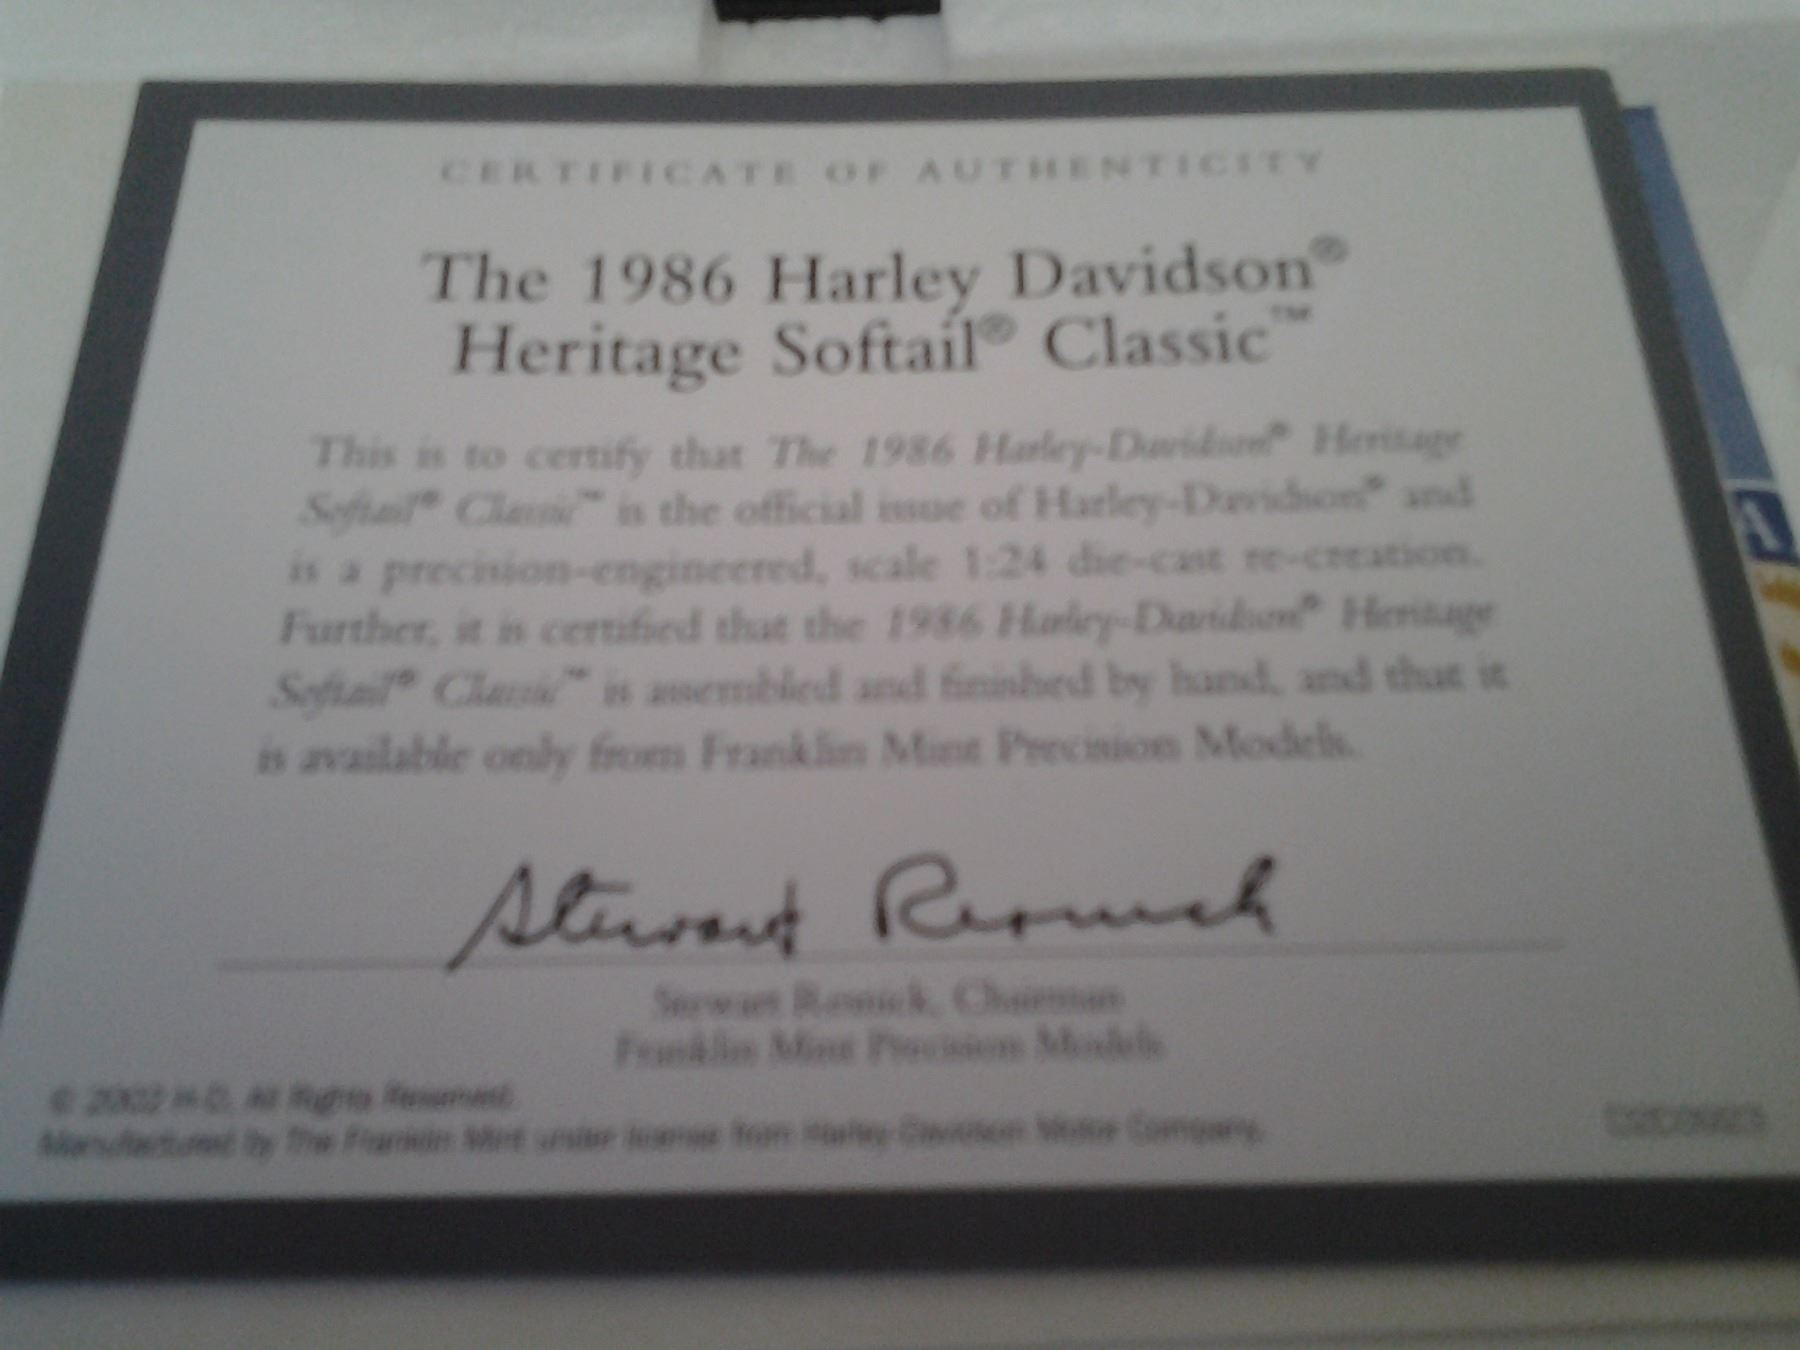 CERTIFICATE OF AUTHENTICITY
The 1986 Harley Davidson®
Heritage Softail® Classic™
This is to certify that The 1986 Harley-Davidson® Heritage
Softail® Classic™ is the official issue of Harley-Davidson® and
is a precision-engineered, scale 1:24 die-cast re-creation.
Further, it is certified that the 1986 Harley-Davidson® Heritage
Softail® Classic™ is assembled and finished by hand, and that it
is available only from Franklin Mint Precision Models.
Stewart Resnick
Stewart Resnick, Chairman
Franklin Mint Precision Models
© 2002 H-D. All Rights Reserved.
Manufactured by The Franklin Mint under license from Harley-Davidson Motor Company.
A